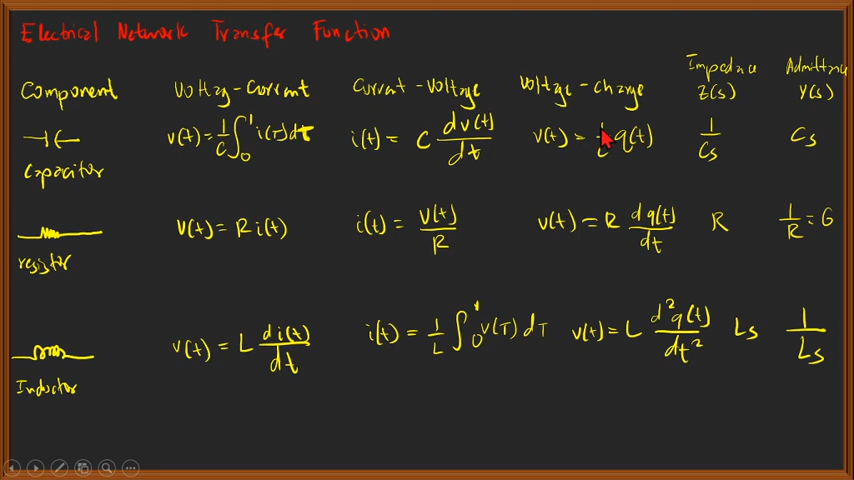 Electrical Network Transfer Function
Component Voltag-Current Current-Voltage Voltage-charge Impedance Z(s) Admittance Y(s)
Capacitor v(t) = 1/C ∫₀ᵗ i(τ)dτ i(t) = C dv(t)/dt v(t) = 1/C q(t) 1/Cs Cs
resistor v(t) = R i(t) i(t) = v(t)/R v(t) = R dq(t)/dt R 1/R = G
Inductor v(t) = L di(t)/dt i(t) = 1/L ∫₀ᵗ v(τ)dτ v(t) = L d²q(t)/dt² Ls 1/Ls